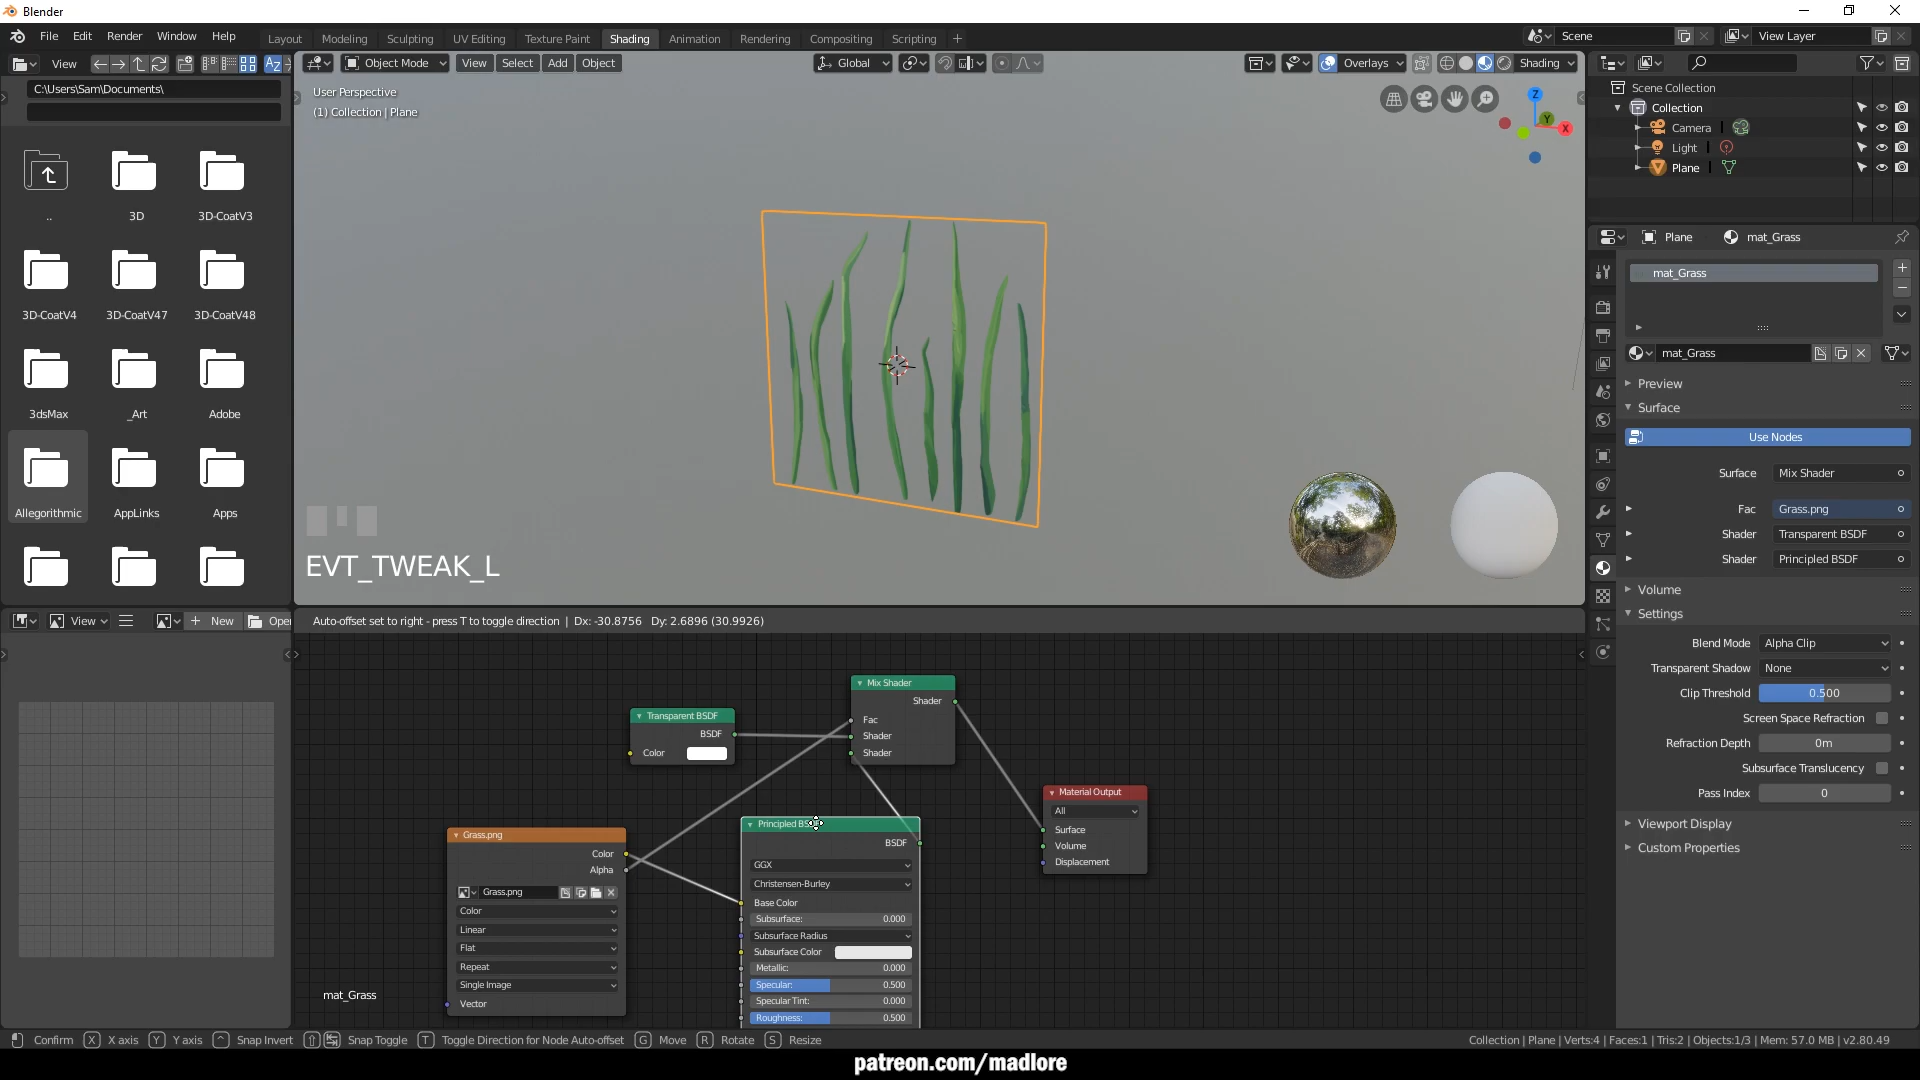 Blender
File Edit Render Window Help
Layout Modeling Sculpting UV Editing Texture Paint Shading Animation Rendering Compositing Scripting +
Scene View Layer
View
C:\Users\Sam\Documents\
..
3D
3D-CoatV3
3D-CoatV4
3D-CoatV47
3D-CoatV48
3dsMax
_Art
Adobe
Allegorithmic
AppLinks
Apps
Object Mode View Select Add Object Global Overlays Shading
User Perspective
(1) Collection | Plane
Z
Y
X
EVT_TWEAK_L
Scene Collection
Collection
Camera
Light
Plane
Plane mat_Grass
mat_Grass
mat_Grass
Preview
Surface
Use Nodes
Surface Mix Shader
Fac Grass.png
Shader Transparent BSDF
Shader Principled BSDF
Volume
Settings
Blend Mode Alpha Clip
Transparent Shadow None
Clip Threshold 0.500
Screen Space Refraction
Refraction Depth 0m
Subsurface Translucency
Pass Index 0
Viewport Display
Custom Properties
View New Open
Auto-offset set to right - press T to toggle direction | Dx: -30.8756 Dy: 2.6896 (30.9926)
Mix Shader
Shader
Fac
Shader
Shader
Transparent BSDF
BSDF
Color
Material Output
All
Surface
Volume
Displacement
Grass.png
Color
Alpha
Grass.png
Color
Linear
Flat
Repeat
Single Image
Vector
Principled BSDF
BSDF
GGX
Christensen-Burley
Base Color
Subsurface: 0.000
Subsurface Radius
Subsurface Color
Metallic: 0.000
Specular: 0.500
Specular Tint: 0.000
Roughness: 0.500
mat_Grass
Confirm X X axis Y Y axis ^ Snap Invert Snap Toggle T Toggle Direction for Node Auto-offset G Move R Rotate S Resize
Collection | Plane | Verts:4 | Faces:1 | Tris:2 | Objects:1/3 | Mem: 57.0 MB | v2.80.49
patreon.com/madlore